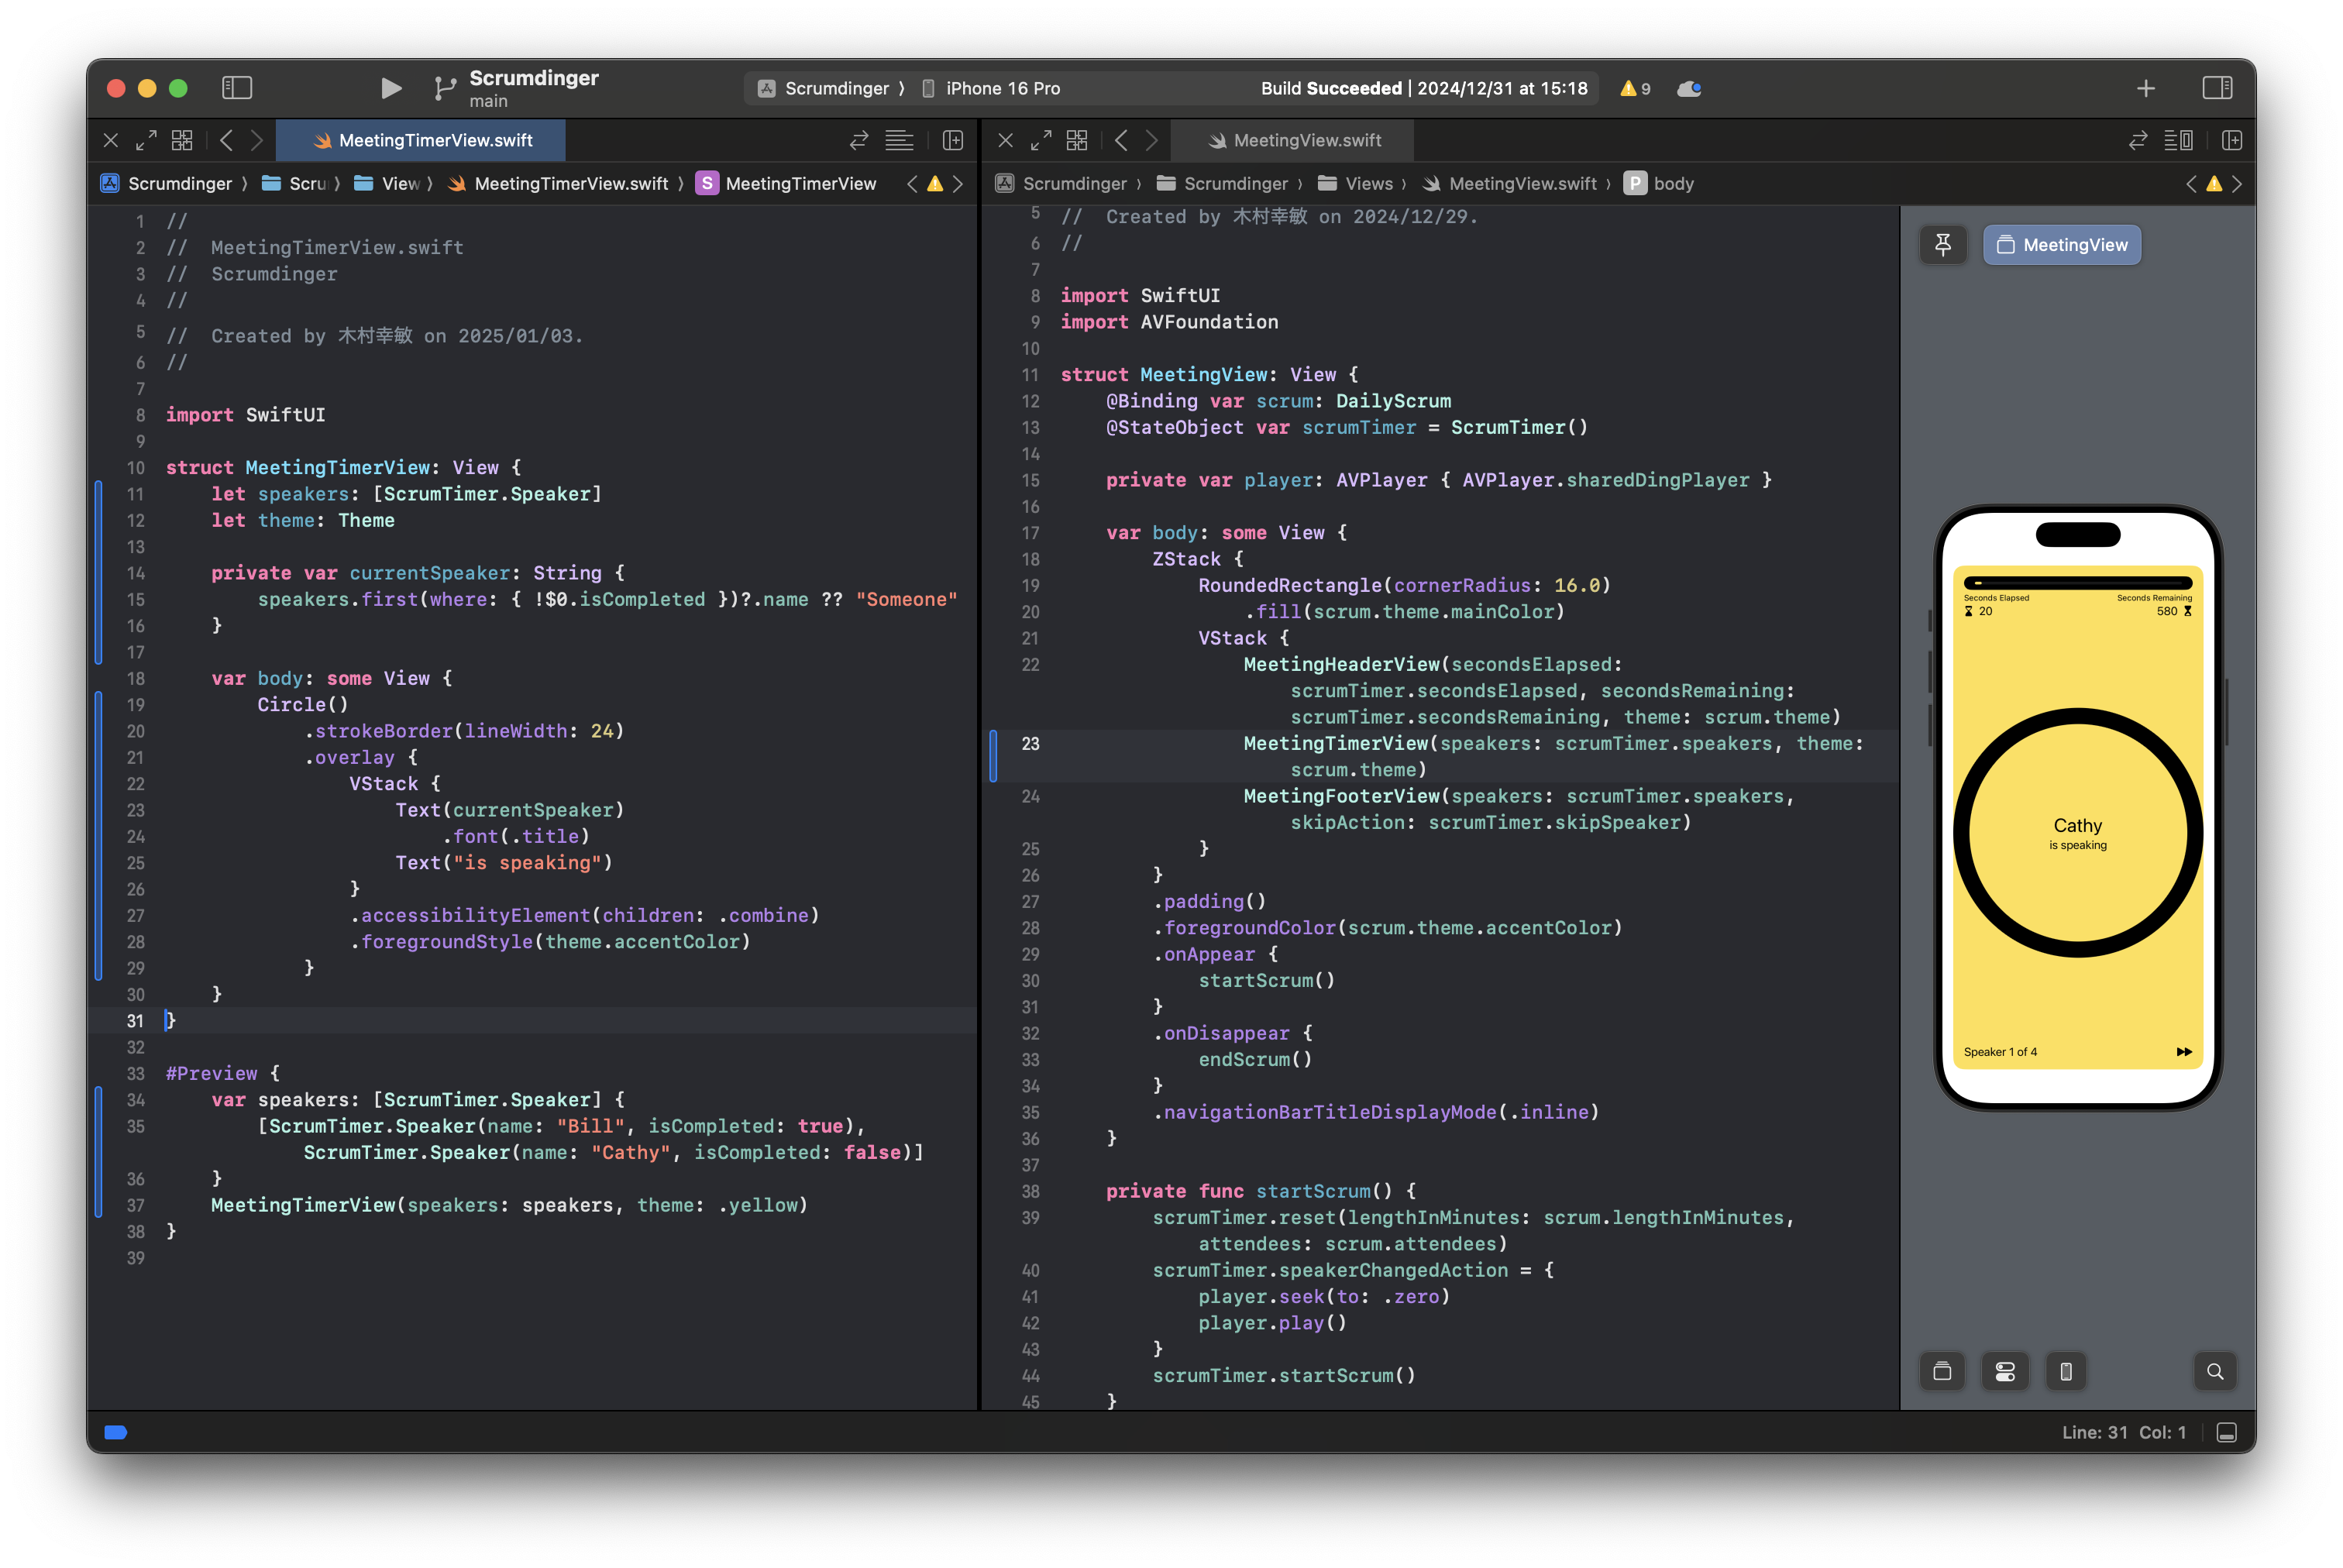 Scrumdinger
main
Scrumdinger 〉 iPhone 16 Pro
Build Succeeded | 2024/12/31 at 15:18
9
MeetingTimerView.swift
Scrumdinger 〉 Scru 〉 View 〉 MeetingTimerView.swift 〉 S MeetingTimerView
1 //
2 //  MeetingTimerView.swift
3 //  Scrumdinger
4 //
5 //  Created by 木村幸敏 on 2025/01/03.
6 //
7
8 import SwiftUI
9
10 struct MeetingTimerView: View {
11     let speakers: [ScrumTimer.Speaker]
12     let theme: Theme
13
14     private var currentSpeaker: String {
15         speakers.first(where: { !$0.isCompleted })?.name ?? "Someone"
16     }
17
18     var body: some View {
19         Circle()
20             .strokeBorder(lineWidth: 24)
21             .overlay {
22                 VStack {
23                     Text(currentSpeaker)
24                         .font(.title)
25                     Text("is speaking")
26                 }
27                 .accessibilityElement(children: .combine)
28                 .foregroundStyle(theme.accentColor)
29             }
30     }
31 }
32
33 #Preview {
34     var speakers: [ScrumTimer.Speaker] {
35         [ScrumTimer.Speaker(name: "Bill", isCompleted: true),
            ScrumTimer.Speaker(name: "Cathy", isCompleted: false)]
36     }
37     MeetingTimerView(speakers: speakers, theme: .yellow)
38 }
39
MeetingView.swift
Scrumdinger 〉 Scrumdinger 〉 Views 〉 MeetingView.swift 〉 P body
5 //  Created by 木村幸敏 on 2024/12/29.
6 //
7
8 import SwiftUI
9 import AVFoundation
10
11 struct MeetingView: View {
12     @Binding var scrum: DailyScrum
13     @StateObject var scrumTimer = ScrumTimer()
14
15     private var player: AVPlayer { AVPlayer.sharedDingPlayer }
16
17     var body: some View {
18         ZStack {
19             RoundedRectangle(cornerRadius: 16.0)
20                 .fill(scrum.theme.mainColor)
21             VStack {
22                 MeetingHeaderView(secondsElapsed:
                    scrumTimer.secondsElapsed, secondsRemaining:
                    scrumTimer.secondsRemaining, theme: scrum.theme)
23                 MeetingTimerView(speakers: scrumTimer.speakers, theme:
                    scrum.theme)
24                 MeetingFooterView(speakers: scrumTimer.speakers,
                    skipAction: scrumTimer.skipSpeaker)
25             }
26         }
27         .padding()
28         .foregroundColor(scrum.theme.accentColor)
29         .onAppear {
30             startScrum()
31         }
32         .onDisappear {
33             endScrum()
34         }
35         .navigationBarTitleDisplayMode(.inline)
36     }
37
38     private func startScrum() {
39         scrumTimer.reset(lengthInMinutes: scrum.lengthInMinutes,
            attendees: scrum.attendees)
40         scrumTimer.speakerChangedAction = {
41             player.seek(to: .zero)
42             player.play()
43         }
44         scrumTimer.startScrum()
45     }
MeetingView
Seconds Elapsed
Seconds Remaining
20
580
Cathy
is speaking
Speaker 1 of 4
Line: 31  Col: 1